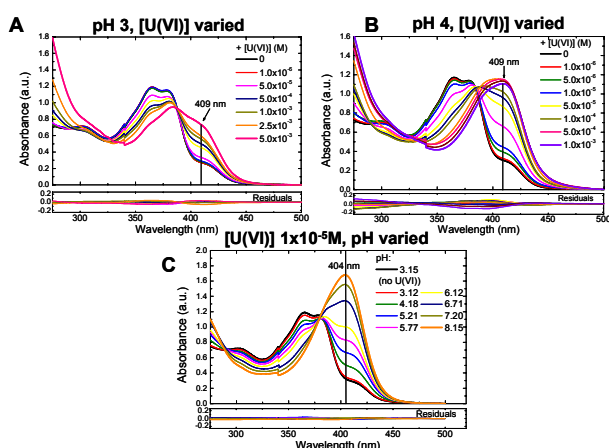 A
pH 3, [U(VI)] varied
Absorbance (a.u.)
1.8
1.6
1.4
1.2
1.0
0.8
0.6
0.4
0.2
0.0
+ [U(VI)] (M)
0
1.0x10⁻⁶
5.0x10⁻⁵
5.0x10⁻⁴
1.0x10⁻³
2.5x10⁻³
5.0x10⁻³
409 nm
0.2
0.0
-0.2
Residuals
300 350 400 450 500
Wavelength (nm)
B
pH 4, [U(VI)] varied
Absorbance (a.u.)
1.6
1.4
1.2
1.0
0.8
0.6
0.4
0.2
0.0
+ [U(VI)] (M)
0
1.0x10⁻⁶
5.0x10⁻⁶
1.0x10⁻⁵
5.0x10⁻⁵
1.0x10⁻⁴
5.0x10⁻⁴
1.0x10⁻³
409 nm
0.2
0.0
-0.2
Residuals
300 350 400 450 500
Wavelength (nm)
[U(VI)] 1x10⁻⁵M, pH varied
C
Absorbance (a.u.)
2.0
1.8
1.6
1.4
1.2
1.0
0.8
0.6
0.4
0.2
0.0
404 nm
pH:
3.15
(no U(VI))
3.12 6.12
4.18 6.71
5.21 7.20
5.77 8.15
0.2
0.0
-0.2
Residuals
300 350 400 450 500
Wavelength (nm)